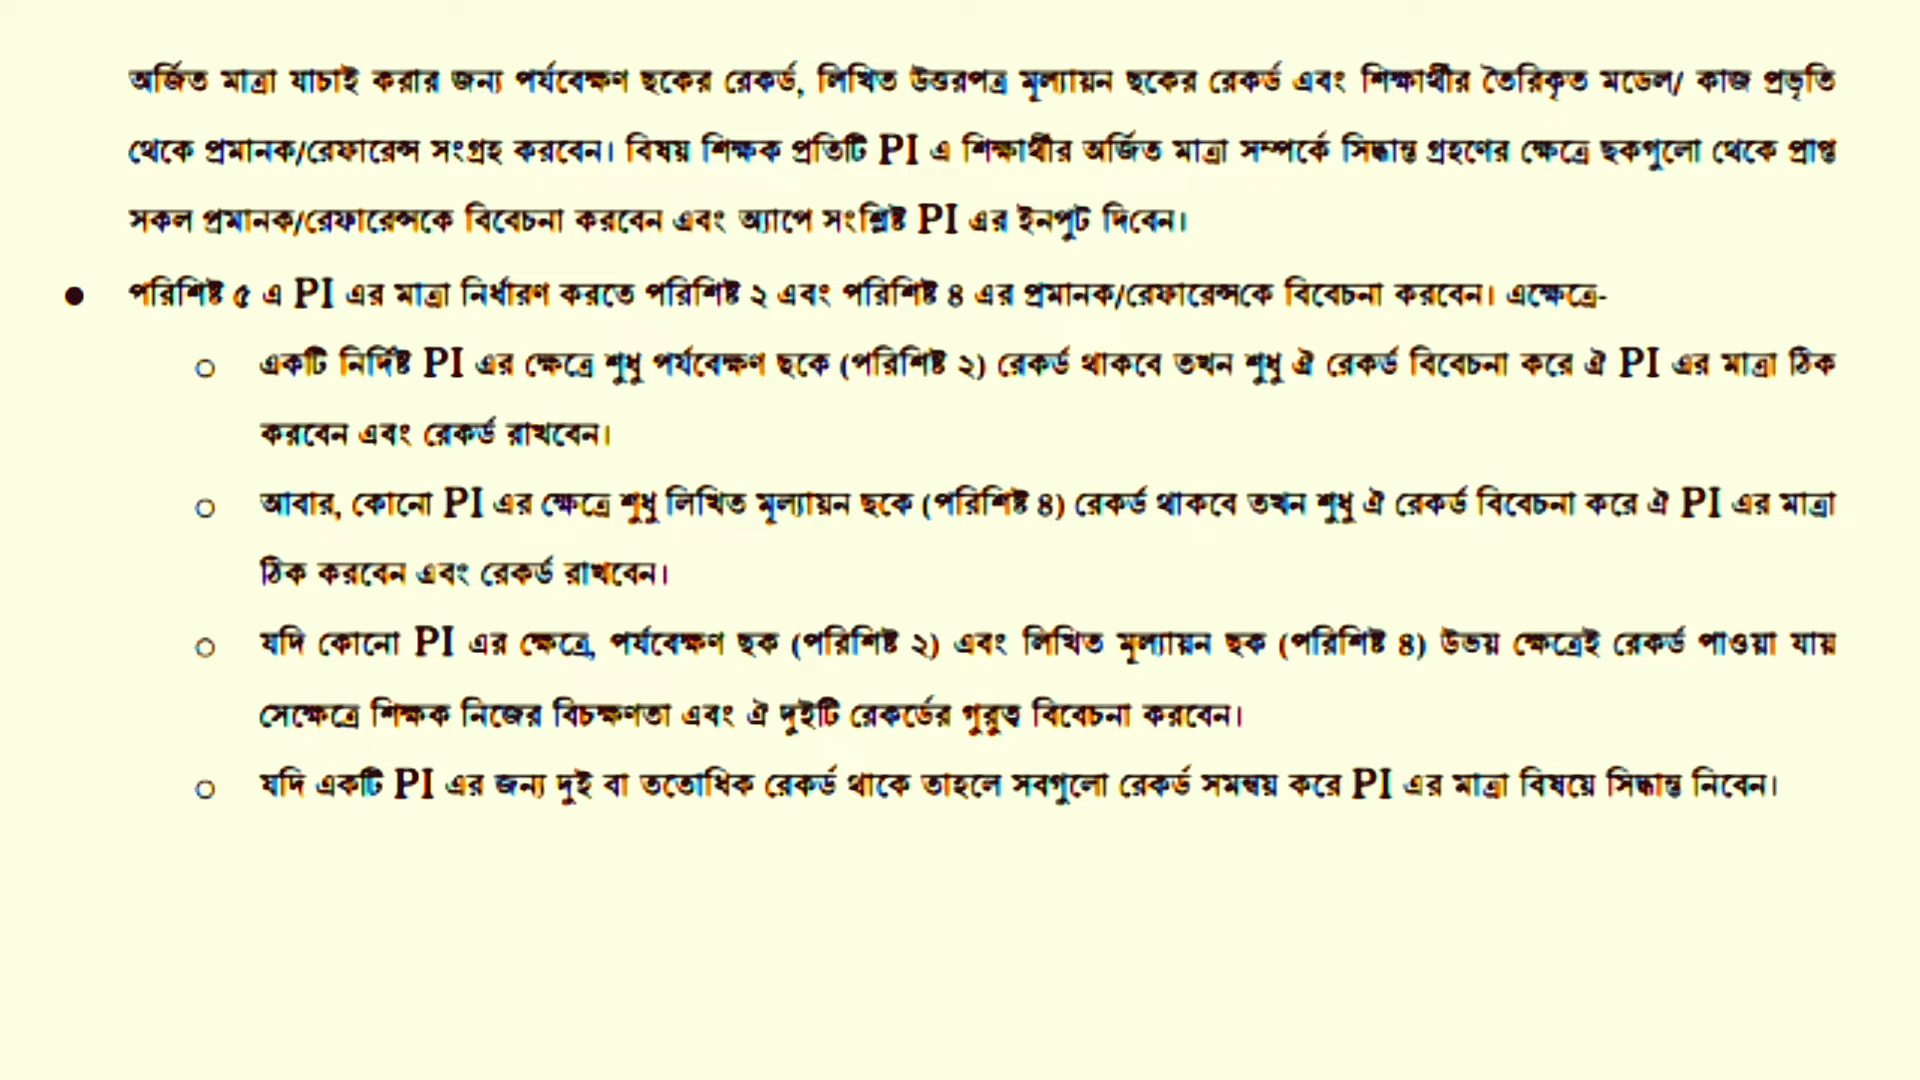 অর্জিত মাত্রা যাচাই করার জন্য পর্যবেক্ষণ ছকের রেকর্ড, লিখিত উত্তরপত্র মূল্যায়ন ছকের রেকর্ড এবং শিক্ষার্থীর তৈরিকৃত মডেল/ কাজ প্রভৃতি
থেকে প্রমানক/রেফারেন্স সংগ্রহ করবেন। বিষয় শিক্ষক প্রতিটি PI এ শিক্ষার্থীর অর্জিত মাত্রা সম্পর্কে সিদ্ধান্ত গ্রহণের ক্ষেত্রে ছকগুলো থেকে প্রাপ্ত
সকল প্রমানক/রেফারেন্সকে বিবেচনা করবেন এবং অ্যাপে সংশ্লিষ্ট PI এর ইনপুট দিবেন।
● পরিশিষ্ট ৫ এ PI এর মাত্রা নির্ধারণ করতে পরিশিষ্ট ২ এবং পরিশিষ্ট ৪ এর প্রমানক/রেফারেন্সকে বিবেচনা করবেন। এক্ষেত্রে-
○ একটি নির্দিষ্ট PI এর ক্ষেত্রে শুধু পর্যবেক্ষণ ছকে (পরিশিষ্ট ২) রেকর্ড থাকবে তখন শুধু ঐ রেকর্ড বিবেচনা করে ঐ PI এর মাত্রা ঠিক
করবেন এবং রেকর্ড রাখবেন।
○ আবার, কোনো PI এর ক্ষেত্রে শুধু লিখিত মূল্যায়ন ছকে (পরিশিষ্ট ৪) রেকর্ড থাকবে তখন শুধু ঐ রেকর্ড বিবেচনা করে ঐ PI এর মাত্রা
ঠিক করবেন এবং রেকর্ড রাখবেন।
○ যদি কোনো PI এর ক্ষেত্রে, পর্যবেক্ষণ ছক (পরিশিষ্ট ২) এবং লিখিত মূল্যায়ন ছক (পরিশিষ্ট ৪) উভয় ক্ষেত্রেই রেকর্ড পাওয়া যায়
সেক্ষেত্রে শিক্ষক নিজের বিচক্ষণতা এবং ঐ দুইটি রেকর্ডের গুরুত্ব বিবেচনা করবেন।
○ যদি একটি PI এর জন্য দুই বা ততোধিক রেকর্ড থাকে তাহলে সবগুলো রেকর্ড সমন্বয় করে PI এর মাত্রা বিষয়ে সিদ্ধান্ত নিবেন।